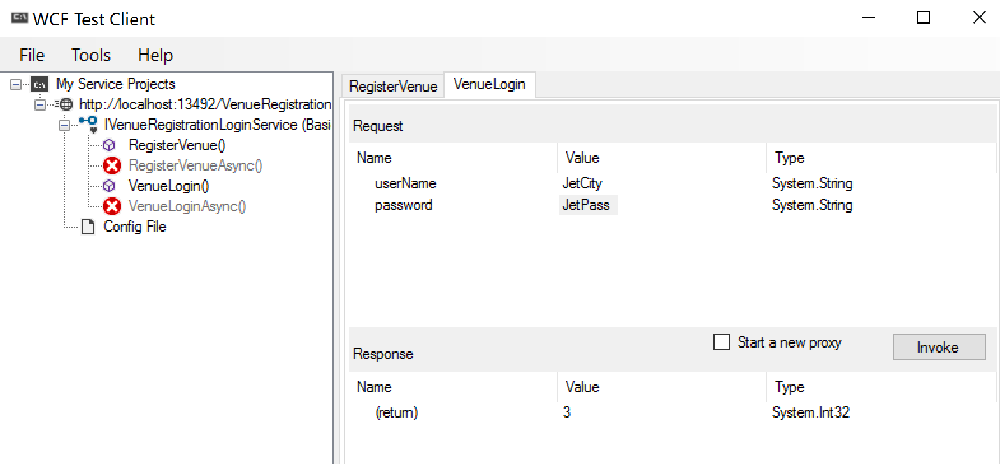 WCF Test Client
File Tools Help
My Service Projects
http://localhost:13492/VenueRegistration
IVenueRegistrationLoginService (Basi
RegisterVenue()
RegisterVenueAsync()
VenueLogin()
VenueLoginAsync()
Config File
RegisterVenue VenueLogin
Request
Name Value Type
userName JetCity System.String
password JetPass System.String
Response Start a new proxy Invoke
Name Value Type
(return) 3 System.Int32